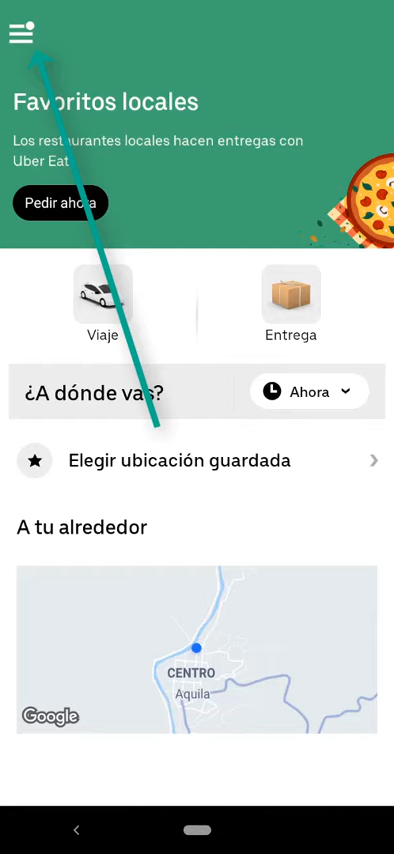 Favoritos locales
Los restaurantes locales hacen entregas con
Uber Eats
Pedir ahora
Viaje
Entrega
¿A dónde vas?
Ahora
Elegir ubicación guardada
A tu alrededor
CENTRO
Aquila
Google